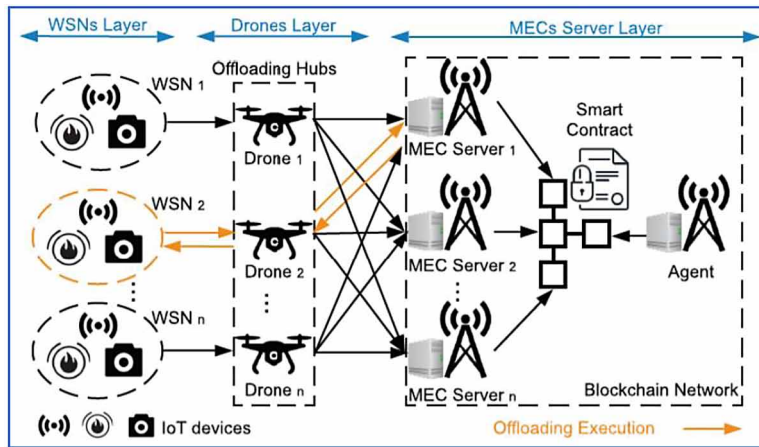 WSNs Layer
Drones Layer
MECs Server Layer
Offloading Hubs
WSN 1
Drone 1
MEC Server 1
Smart
Contract
WSN 2
Drone 2
MEC Server 2
Agent
WSN n
Drone n
MEC Server n
Blockchain Network
IoT devices
Offloading Execution